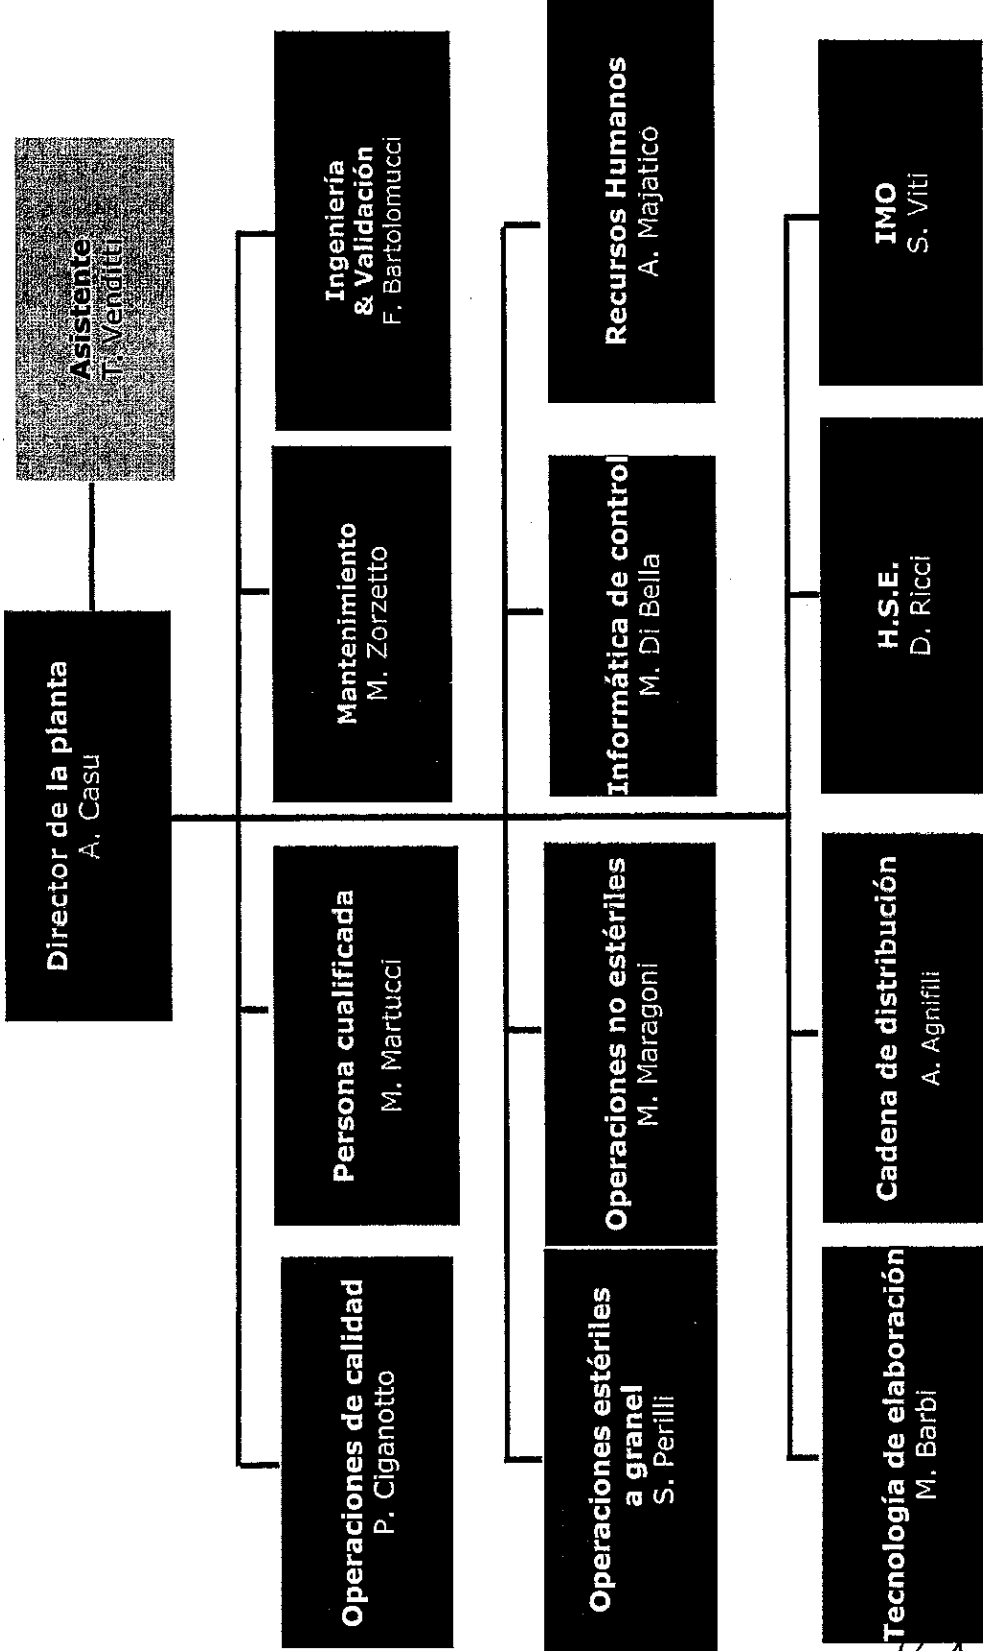 Director de la planta
A. Casu
Asistente
T. Venditti
Operaciones de calidad
P. Ciganotto
Persona cualificada
M. Martucci
Mantenimiento
M. Zorzetto
Ingeniería
& Validación
F. Bartolomucci
Operaciones estériles
a granel
S. Perilli
Operaciones no estériles
M. Maragoni
Informática de control
M. Di Bella
Recursos Humanos
A. Majatico
Tecnología de elaboración
M. Barbi
Cadena de distribución
A. Agnifili
H.S.E.
D. Ricci
IMO
S. Viti